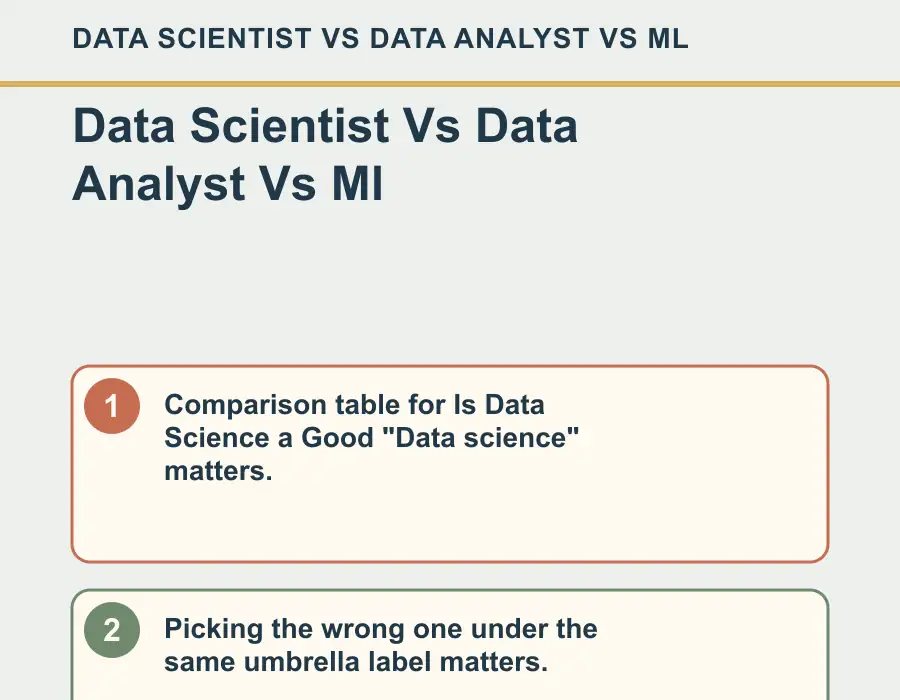 DATA SCIENTIST VS DATA ANALYST VS ML
Data Scientist Vs Data
Analyst Vs Ml
1
Comparison table for Is Data
Science a Good "Data science"
matters.
2
Picking the wrong one under the
same umbrella label matters.